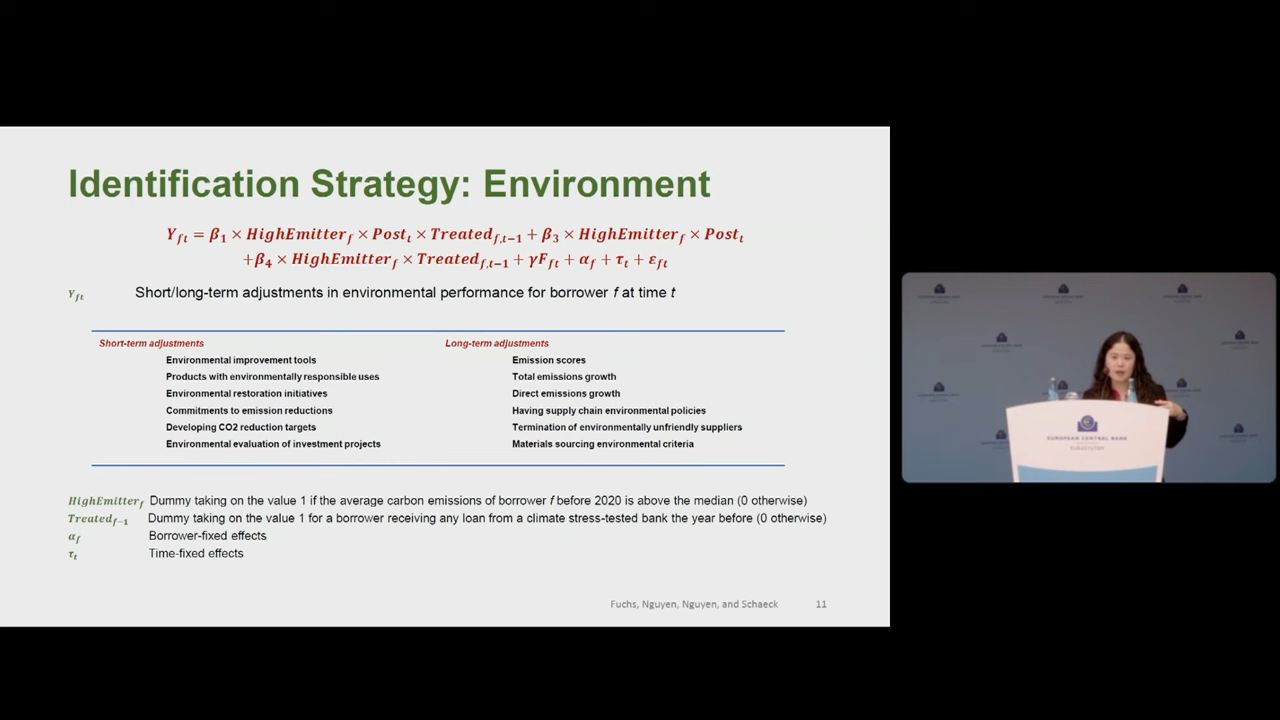 Identification Strategy: Environment
Y_ft = β_1 × HighEmitter_f × Post_t × Treated_f,t−1 + β_3 × HighEmitter_f × Post_t
+β_4 × HighEmitter_f × Treated_f,t−1 + γF_ft + α_f + τ_t + ε_ft
Y_ft Short/long-term adjustments in environmental performance for borrower f at time t
Short-term adjustments Long-term adjustments
Environmental improvement tools Emission scores
Products with environmentally responsible uses Total emissions growth
Environmental restoration initiatives Direct emissions growth
Commitments to emission reductions Having supply chain environmental policies
Developing CO2 reduction targets Termination of environmentally unfriendly suppliers
Environmental evaluation of investment projects Materials sourcing environmental criteria
HighEmitter_f Dummy taking on the value 1 if the average carbon emissions of borrower f before 2020 is above the median (0 otherwise)
Treated_f−1 Dummy taking on the value 1 for a borrower receiving any loan from a climate stress-tested bank the year before (0 otherwise)
α_f Borrower-fixed effects
τ_t Time-fixed effects
Fuchs, Nguyen, Nguyen, and Schaeck 11
EUROPEAN CENTRAL BANK
EUROSYSTEM